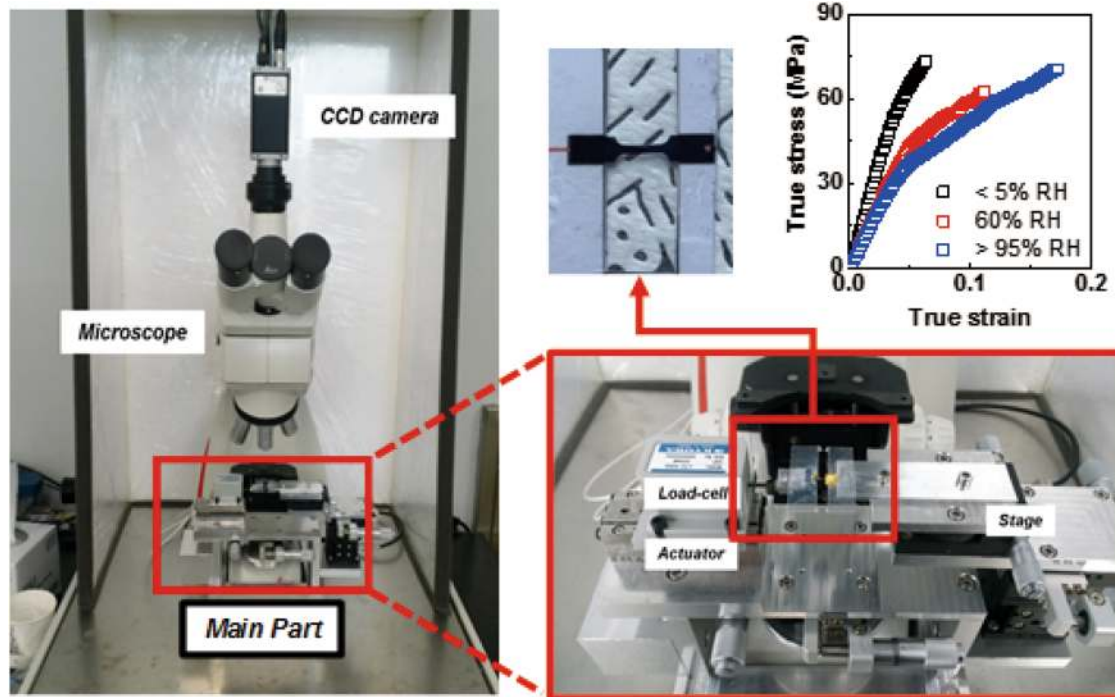 CCD camera
Microscope
Main Part
90
60
30
0
True stress (MPa)
< 5% RH
60% RH
> 95% RH
0.0 0.1 0.2
True strain
Load-cell
Actuator
Stage